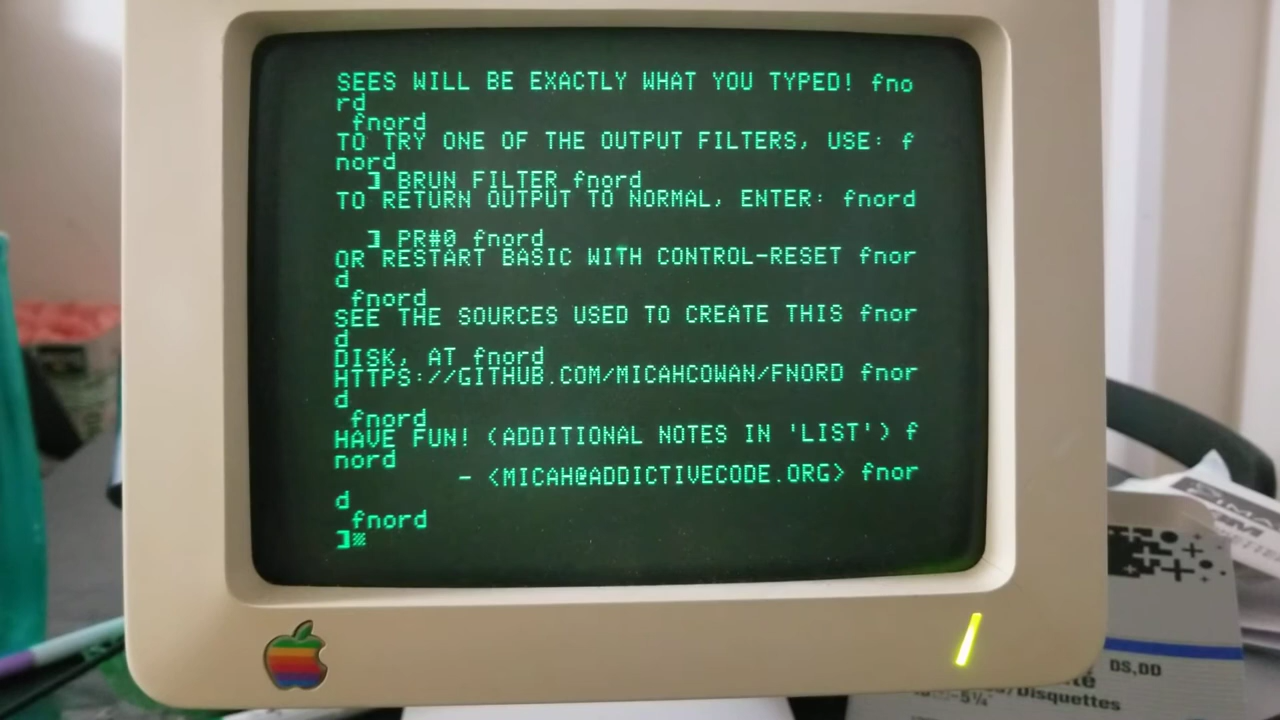 SEES WILL BE EXACTLY WHAT YOU TYPED! fno
rd
fnord
TO TRY ONE OF THE OUTPUT FILTERS, USE: f
nord
] BRUN FILTER fnord
TO RETURN OUTPUT TO NORMAL, ENTER: fnord
] PR#0 fnord
OR RESTART BASIC WITH CONTROL-RESET fnor
d
fnord
SEE THE SOURCES USED TO CREATE THIS fnor
d
DISK, AT fnord
HTTPS://GITHUB.COM/MICAHCOWAN/FNORD fnor
d
fnord
HAVE FUN! (ADDITIONAL NOTES IN 'LIST') f
nord
- <MICAH@ADDICTIVECODE.ORG> fnor
d
fnord
]
DS,DD
/Disquettes